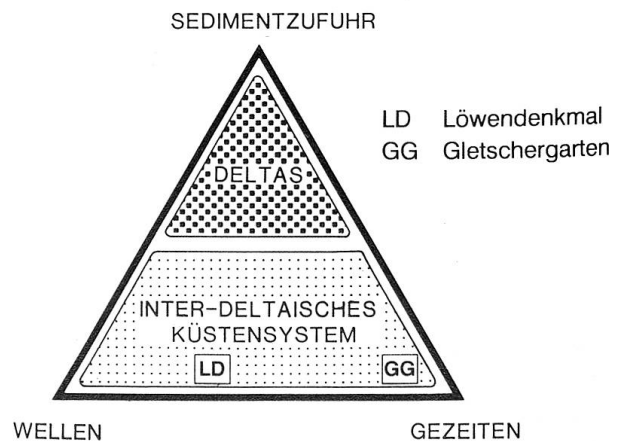 SEDIMENTZUFUHR
LD Löwendenkmal
GG Gletschergarten
DELTAS
INTER-DELTAISCHES
KÜSTENSYSTEM
LD
GG
WELLEN
GEZEITEN